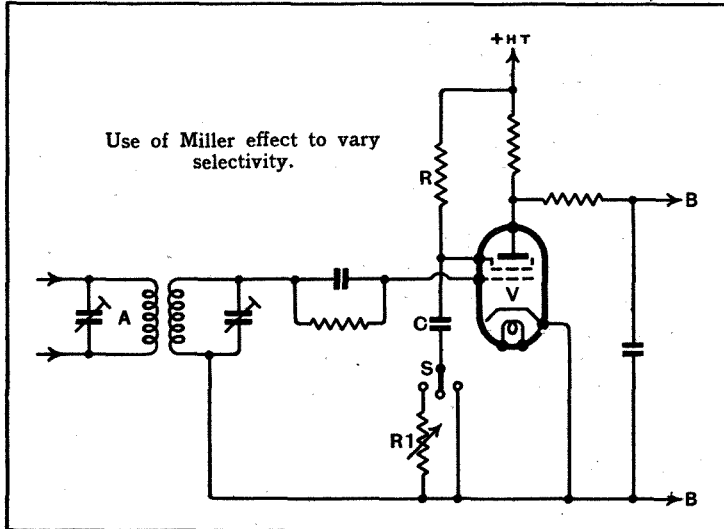 +HT
Use of Miller effect to vary
selectivity.
R
B
A
V
C
S
R1
B